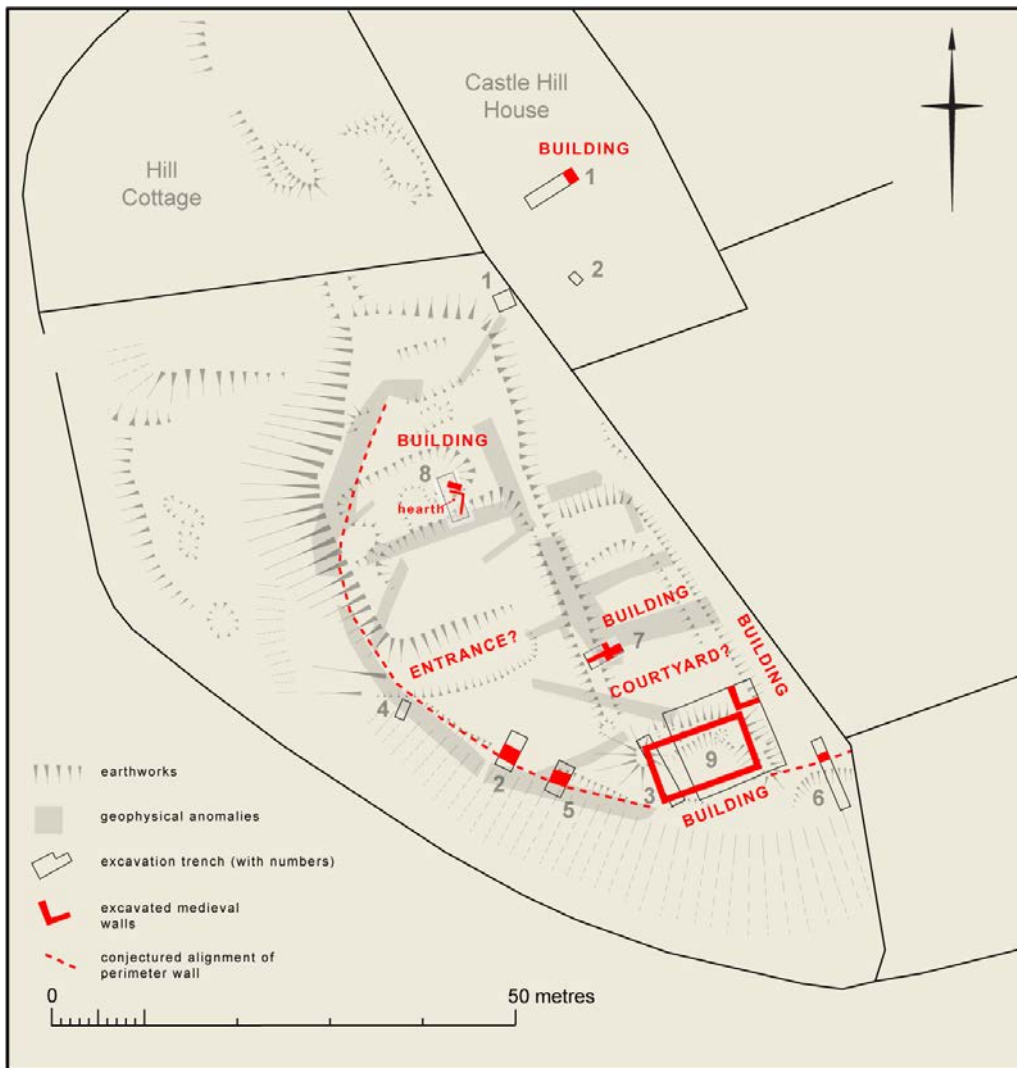 Castle Hill
House
BUILDING
1
Hill
Cottage
2
1
BUILDING
8
hearth
BUILDING
7
ENTRANCE?
BUILDING
COURTYARD?
4
2
5
3
9
BUILDING
6
earthworks
geophysical anomalies
excavation trench (with numbers)
excavated medieval
walls
conjectured alignment of
perimeter wall
0
50 metres